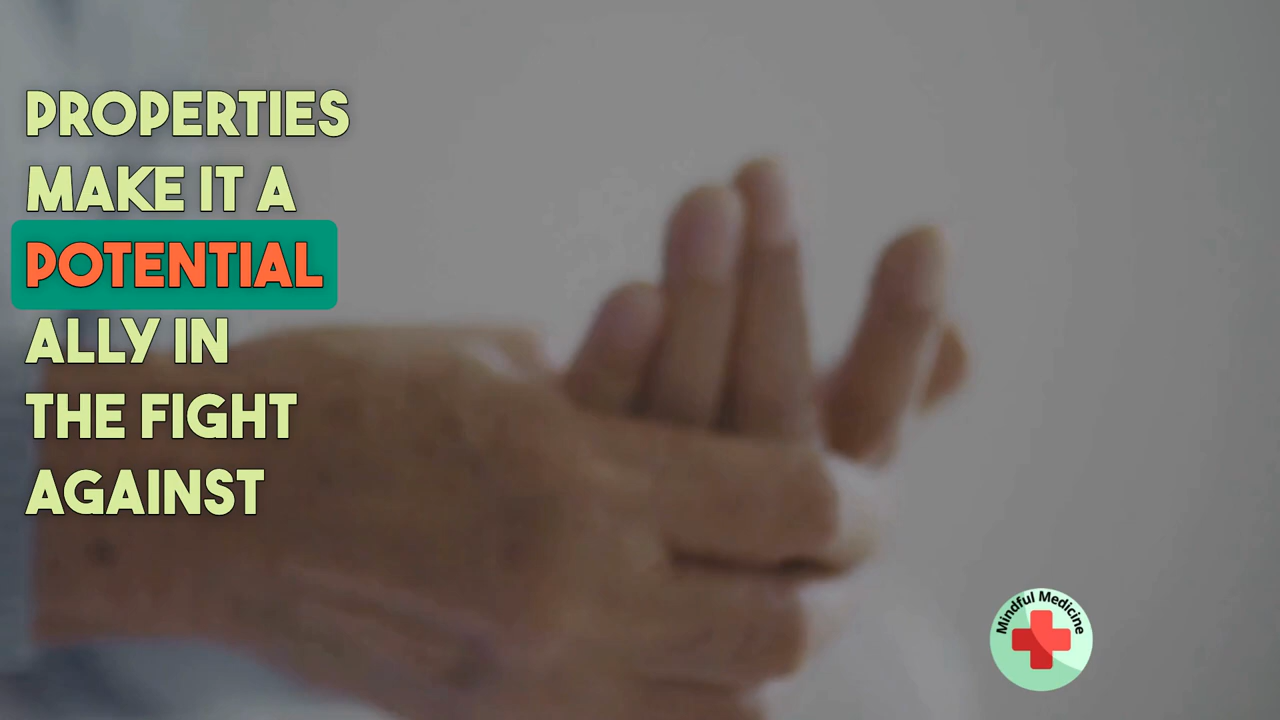 PROPERTIES
MAKE IT A
POTENTIAL
ALLY IN
THE FIGHT
AGAINST
Mindful Medicine